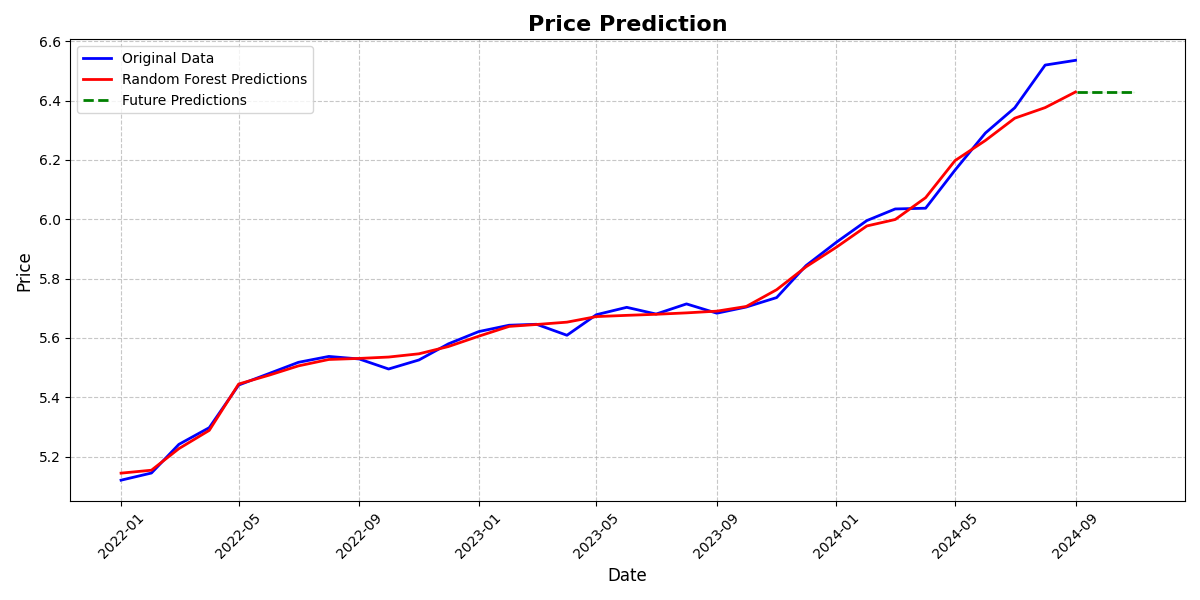 Price Prediction
Original Data
Random Forest Predictions
Future Predictions
6.6
6.4
6.2
6.0
5.8
5.6
5.4
5.2
Price
2022-01
2022-05
2022-09
2023-01
2023-05
2023-09
2024-01
2024-05
2024-09
Date